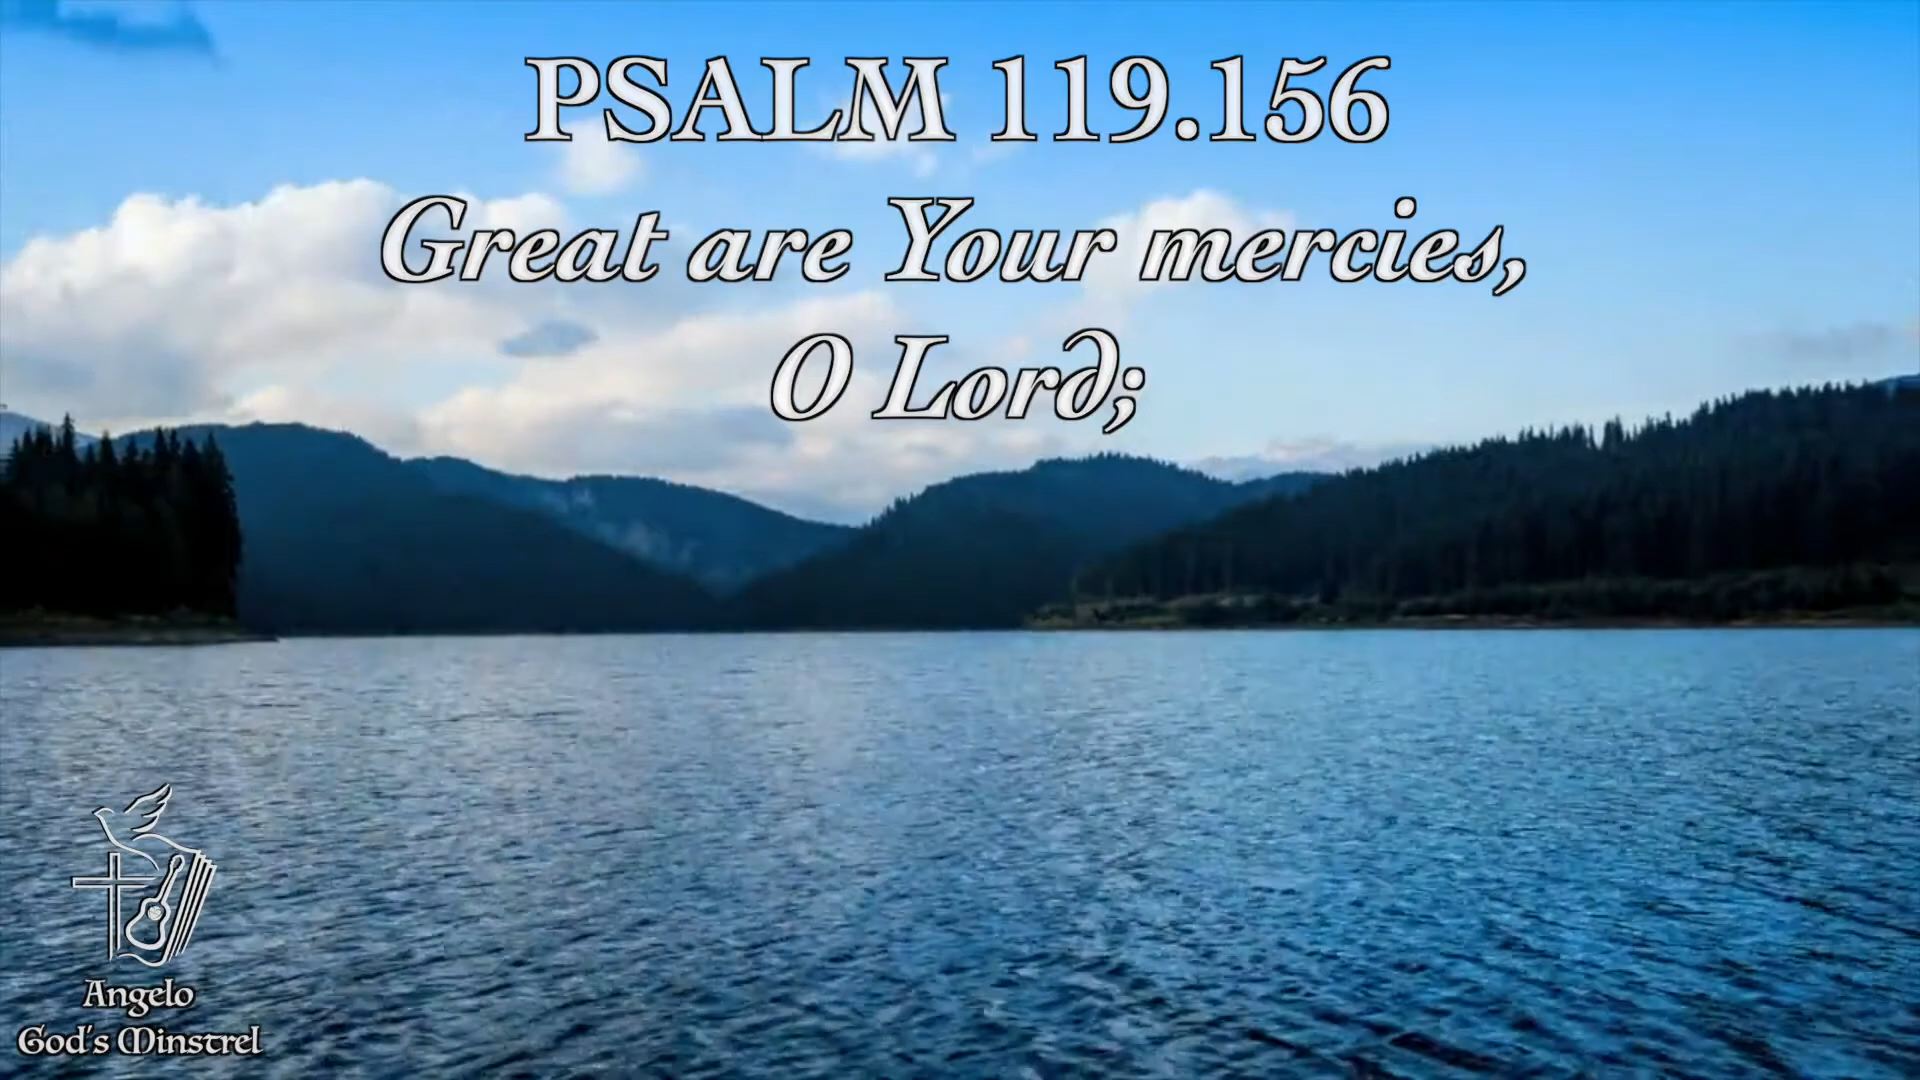 PSALM 119.156
Great are Your mercies,
O Lord;
Angelo
God's Minstrel